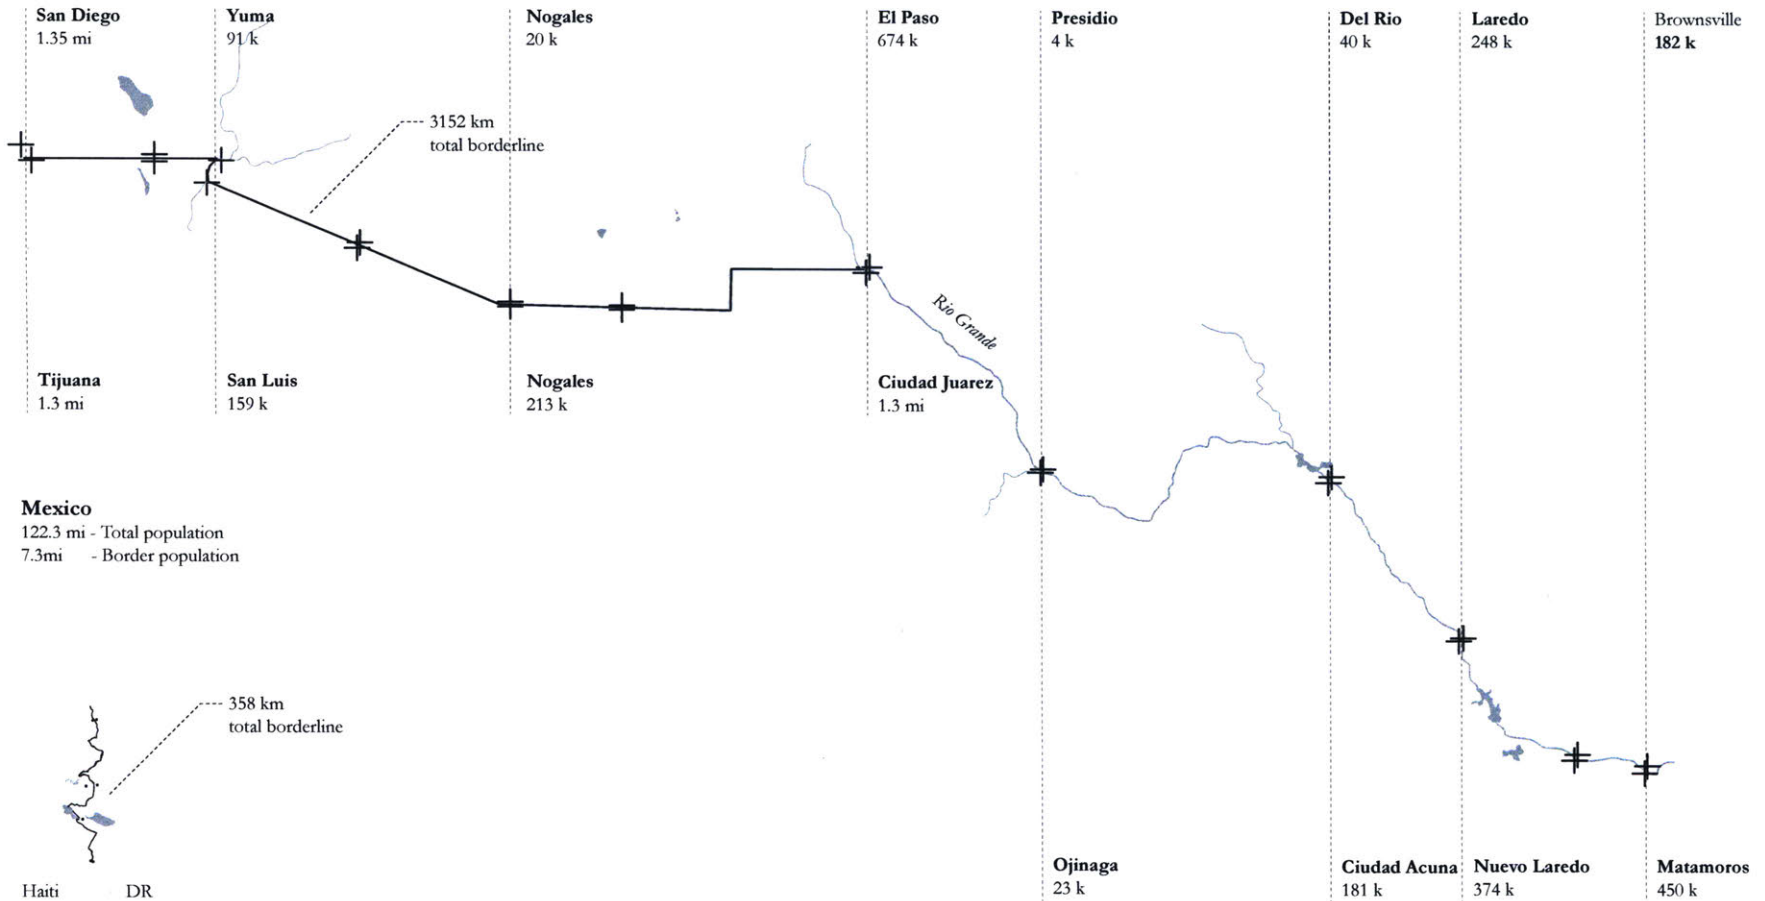 San Diego
1.35 mi
Yuma
91 k
Nogales
20 k
El Paso
674 k
Presidio
4 k
Del Rio
40 k
Laredo
248 k
Brownsville
182 k
3152 km
total borderline
Rio Grande
Tijuana
1.3 mi
San Luis
159 k
Nogales
213 k
Ciudad Juarez
1.3 mi
Mexico
122.3 mi - Total population
7.3mi - Border population
358 km
total borderline
Haiti DR
Ojinaga
23 k
Ciudad Acuna
181 k
Nuevo Laredo
374 k
Matamoros
450 k